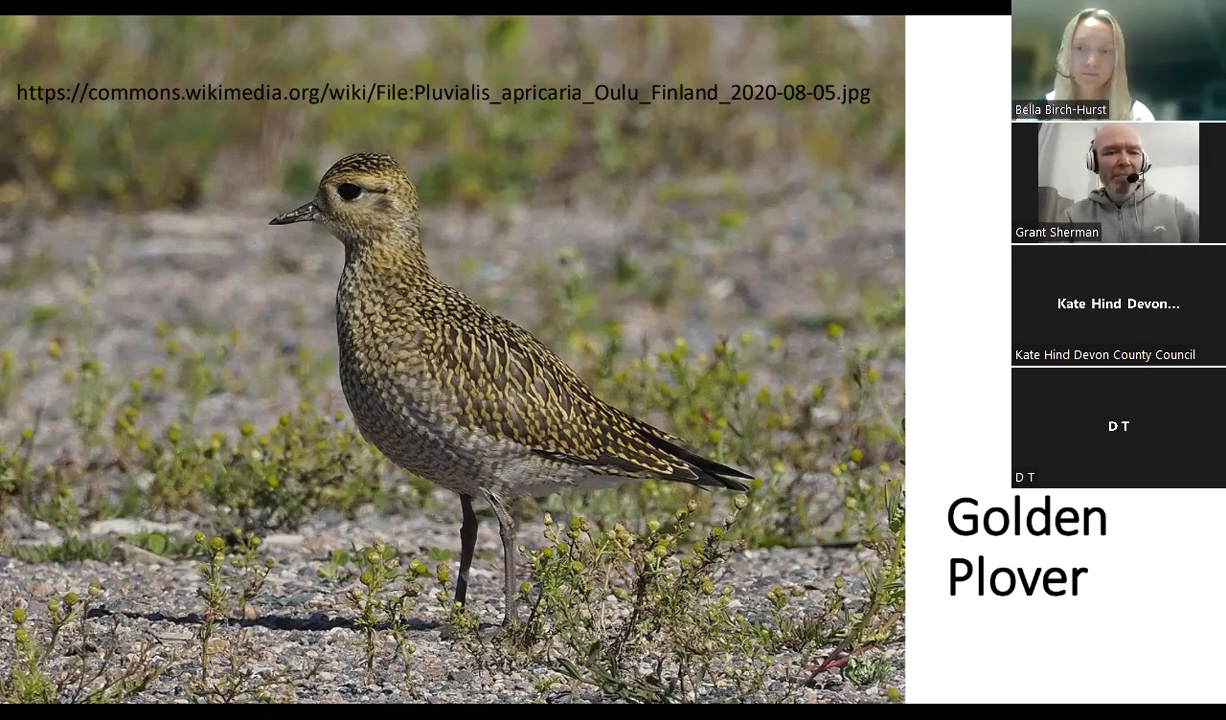 https://commons.wikimedia.org/wiki/File:Pluvialis_apricaria_Oulu_Finland_2020-08-05.jpg
Bella Birch-Hurst
Grant Sherman
Kate Hind Devon...
Kate Hind Devon County Council
D T
D T
Golden
Plover